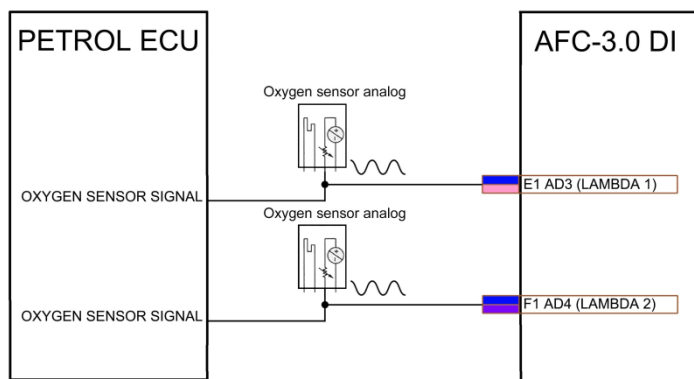 PETROL ECU
AFC-3.0 DI
Oxygen sensor analog
OXYGEN SENSOR SIGNAL
E1 AD3 (LAMBDA 1)
Oxygen sensor analog
OXYGEN SENSOR SIGNAL
F1 AD4 (LAMBDA 2)